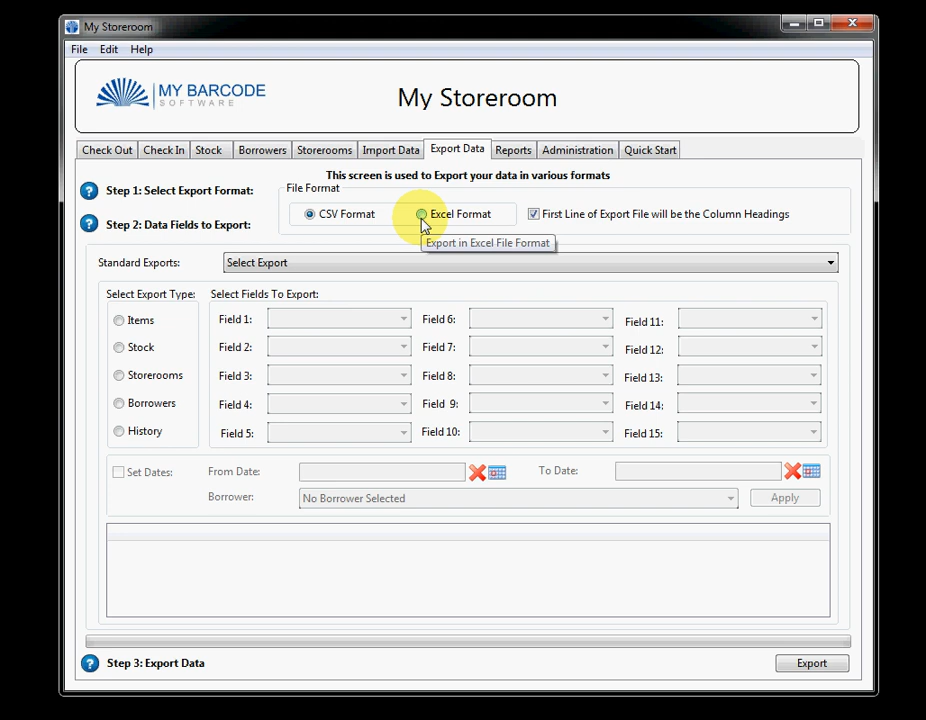 My Storeroom
File Edit Help
MY BARCODE
SOFTWARE
My Storeroom
Check Out Check In Stock Borrowers Storerooms Import Data Export Data Reports Administration Quick Start
This screen is used to Export your data in various formats
? Step 1: Select Export Format:
File Format
CSV Format Excel Format First Line of Export File will be the Column Headings
? Step 2: Data Fields to Export:
Export in Excel File Format
Standard Exports: Select Export
Select Export Type: Select Fields To Export:
Items Field 1: Field 6: Field 11:
Stock Field 2: Field 7: Field 12:
Storerooms Field 3: Field 8: Field 13:
Borrowers Field 4: Field 9: Field 14:
History Field 5: Field 10: Field 15:
Set Dates: From Date: To Date:
Borrower: No Borrower Selected Apply
? Step 3: Export Data Export